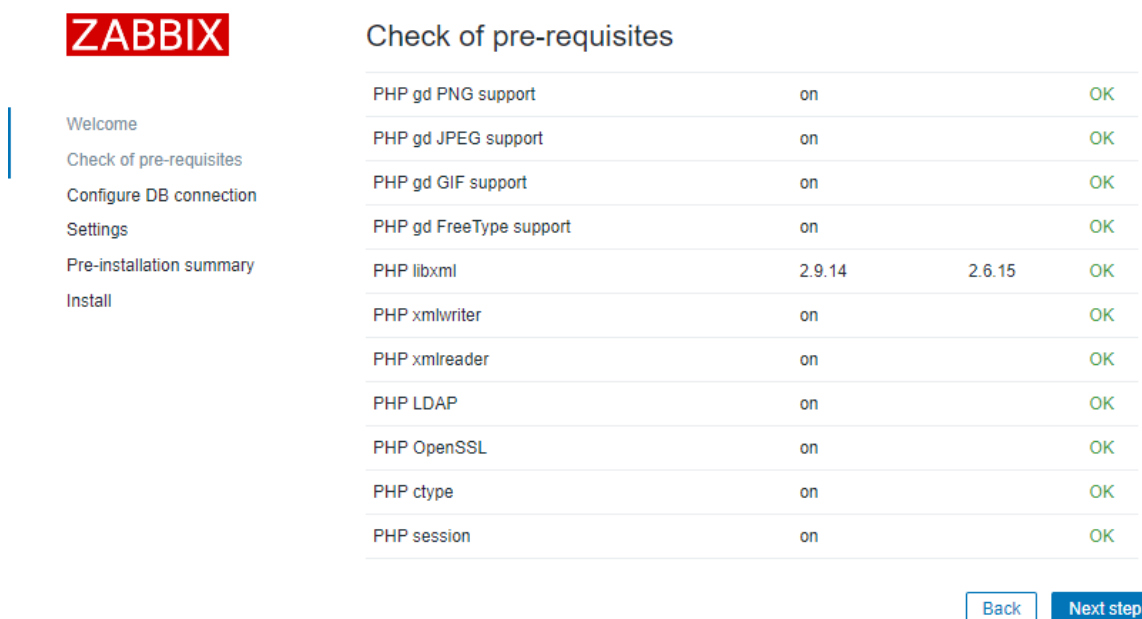 ZABBIX
Welcome
Check of pre-requisites
Configure DB connection
Settings
Pre-installation summary
Install
Check of pre-requisites
PHP gd PNG support on OK
PHP gd JPEG support on OK
PHP gd GIF support on OK
PHP gd FreeType support on OK
PHP libxml 2.9.14 2.6.15 OK
PHP xmlwriter on OK
PHP xmlreader on OK
PHP LDAP on OK
PHP OpenSSL on OK
PHP ctype on OK
PHP session on OK
Back Next step